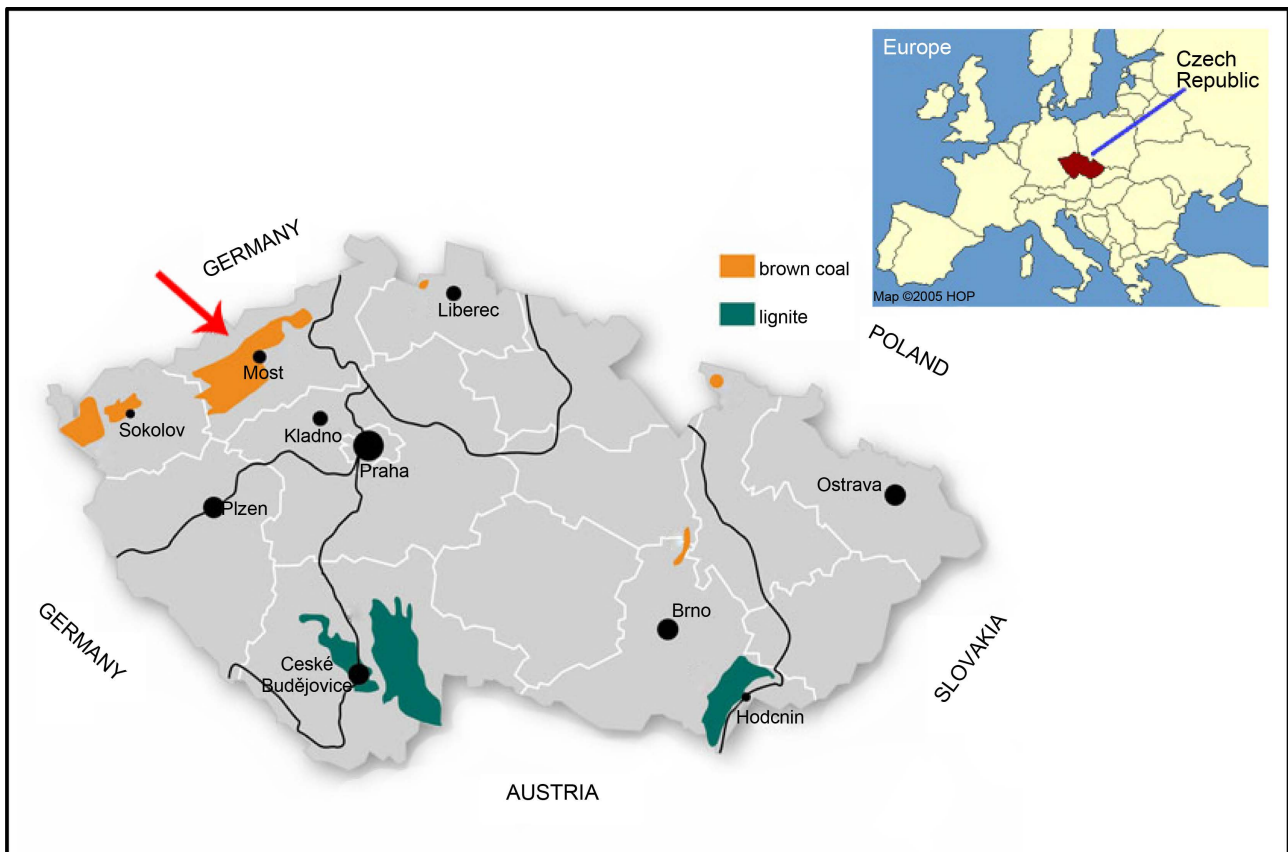 Europe
Czech
Republic
Map ©2005 HOP
GERMANY
brown coal
lignite
Liberec
POLAND
Most
Sokolov
Kladno
Praha
Plzen
Ostrava
GERMANY
Brno
SLOVAKIA
Ceské
Budějovice
Hodcnin
AUSTRIA